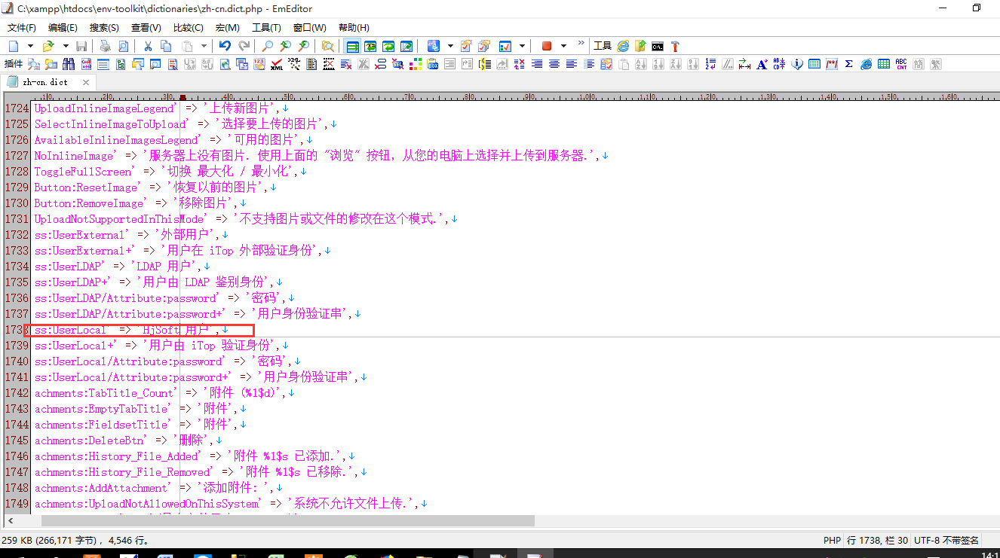 C:\xampp\htdocs\env-toolkit\dictionaries\zh-cn.dict.php - EmEditor
文件(F) 编辑(E) 搜索(S) 查看(V) 比较(C) 宏(M) 工具(T) 窗口(W) 帮助(H)
工具
插件
zh-cn.dict
1724 UploadInlineImageLegend' => '上传新图片',↓
1725 SelectInlineImageToUpload' => '选择要上传的图片',↓
1726 AvailableInlineImagesLegend' => '可用的图片',↓
1727 NoInlineImage' => '服务器上没有图片. 使用上面的 "浏览" 按钮, 从您的电脑上选择并上传到服务器.',↓
1728 ToggleFullScreen' => '切换 最大化 / 最小化',↓
1729 Button:ResetImage' => '恢复以前的图片',↓
1730 Button:RemoveImage' => '移除图片',↓
1731 UploadNotSupportedInThisMode' => '不支持图片或文件的修改在这个模式.',↓
1732 ss:UserExternal' => '外部用户',↓
1733 ss:UserExternal+' => '用户在 iTop 外部验证身份',↓
1734 ss:UserLDAP' => 'LDAP 用户',↓
1735 ss:UserLDAP+' => '用户由 LDAP 鉴别身份',↓
1736 ss:UserLDAP/Attribute:password' => '密码',↓
1737 ss:UserLDAP/Attribute:password+' => '用户身份验证串',↓
1738 ss:UserLocal' => 'HjSoft 用户',↓
1739 ss:UserLocal+' => '用户由 iTop 验证身份',↓
1740 ss:UserLocal/Attribute:password' => '密码',↓
1741 ss:UserLocal/Attribute:password+' => '用户身份验证串',↓
1742 achments:TabTitle_Count' => '附件 (%1$d)',↓
1743 achments:EmptyTabTitle' => '附件',↓
1744 achments:FieldsetTitle' => '附件',↓
1745 achments:DeleteBtn' => '删除',↓
1746 achments:History_File_Added' => '附件 %1$s 已添加.',↓
1747 achments:History_File_Removed' => '附件 %1$s 已移除.',↓
1748 achments:AddAttachment' => '添加附件: ',↓
1749 achments:UploadNotAllowedOnThisSystem' => '系统不允许文件上传.',↓
259 KB (266,171 字节) , 4,546 行。 PHP 行 1738, 栏 30 UTF-8 不带签名